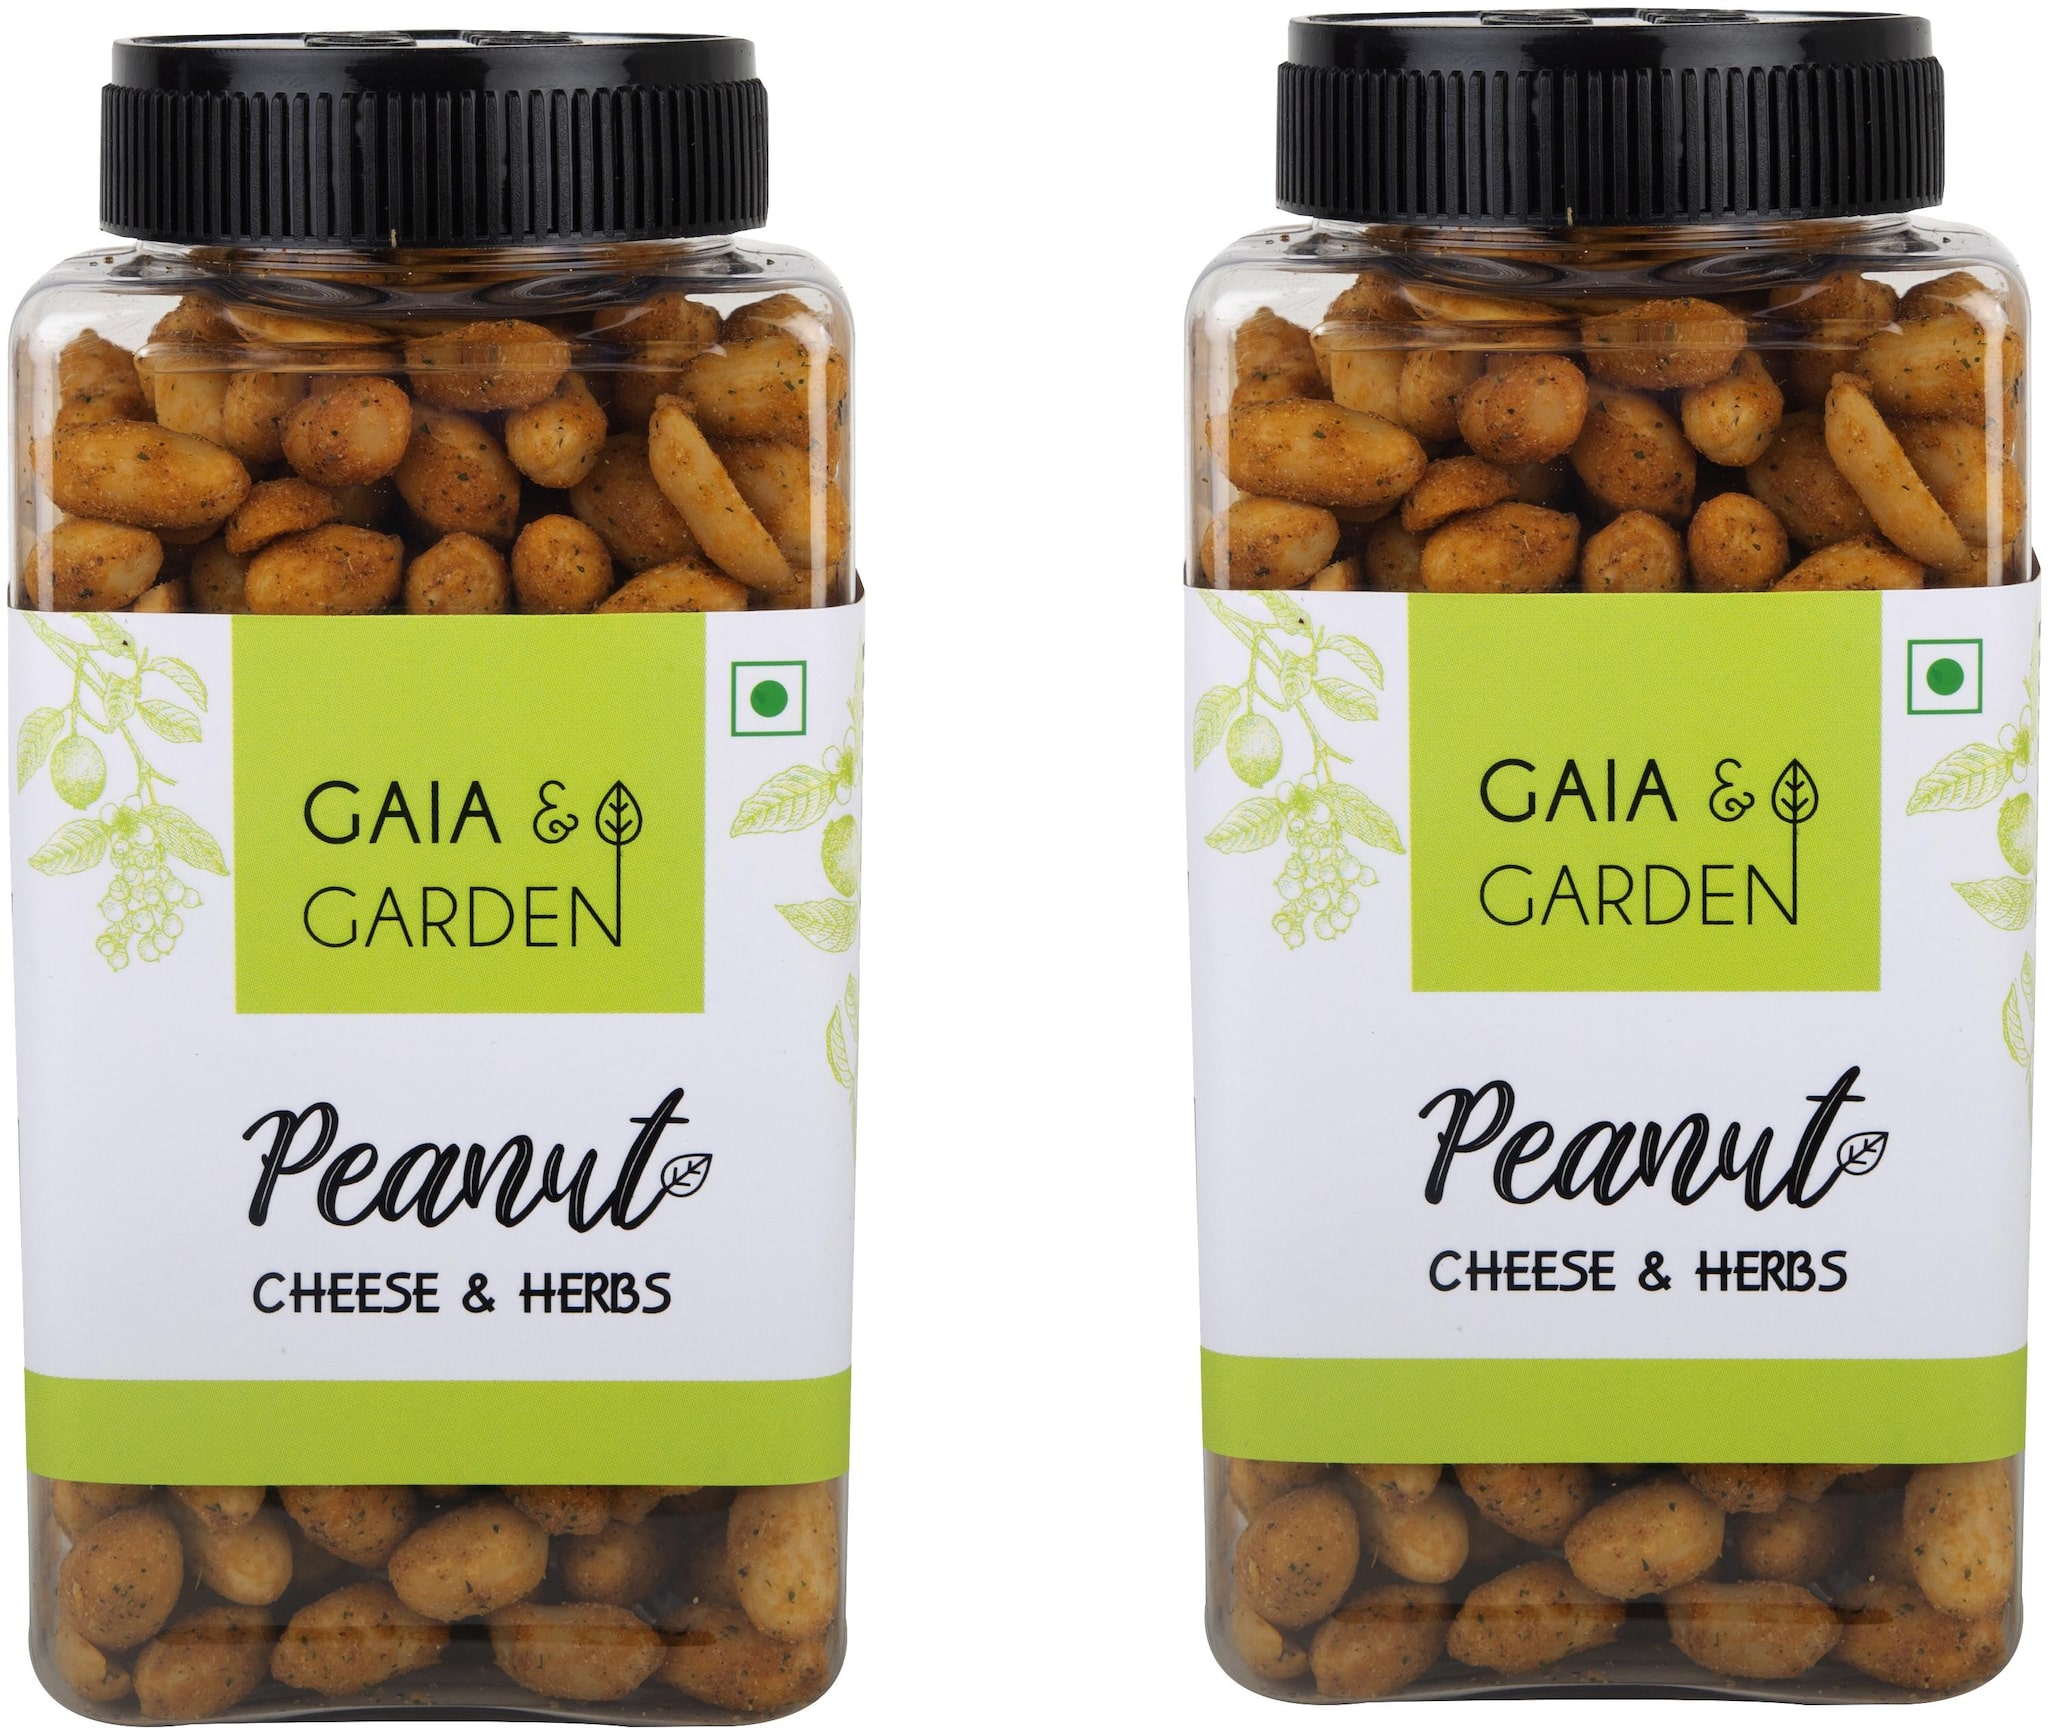 GAIA &
GARDEN
Peanut
CHEESE & HERBS
GAIA &
GARDEN
Peanut
CHEESE & HERBS